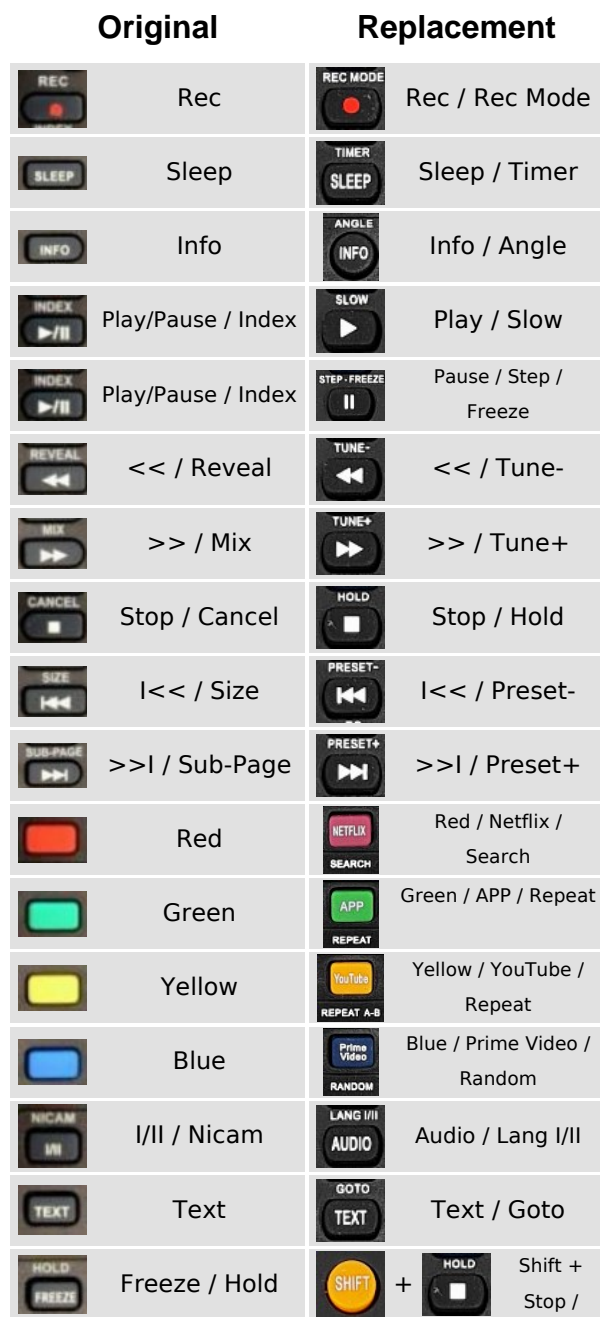 Original Replacement
REC Rec REC MODE Rec / Rec Mode
INDEX
SLEEP Sleep TIMER SLEEP Sleep / Timer
INFO Info ANGLE INFO Info / Angle
INDEX ▶/II Play/Pause / Index SLOW Play / Slow
INDEX ▶/II Play/Pause / Index STEP-FREEZE Pause / Step /
Freeze
REVEAL << / Reveal TUNE- << / Tune-
MIX >> / Mix TUNE+ >> / Tune+
CANCEL Stop / Cancel HOLD Stop / Hold
SIZE I<< / Size PRESET- I<< / Preset-
SUB-PAGE >>I / Sub-Page PRESET+ >>I / Preset+
Red NETFLIX SEARCH Red / Netflix /
Search
Green APP REPEAT Green / APP / Repeat
Yellow YouTube REPEAT A-B Yellow / YouTube /
Repeat
Blue Prime Video RANDOM Blue / Prime Video /
Random
NICAM I/II I/II / Nicam LANG I/II AUDIO Audio / Lang I/II
TEXT Text GOTO TEXT Text / Goto
HOLD FREEZE Freeze / Hold SHIFT + HOLD Shift +
Stop /